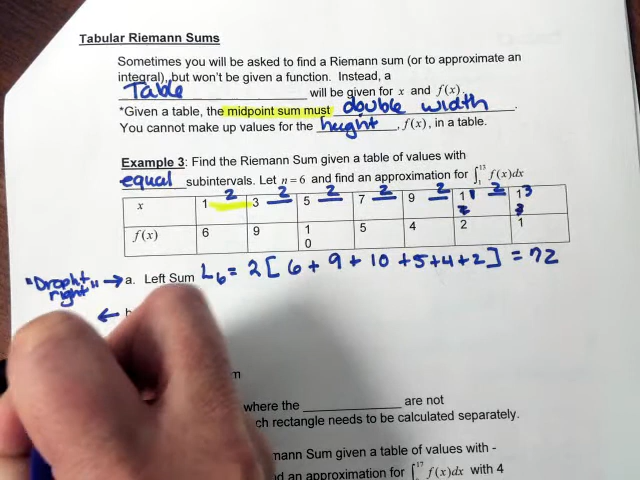 Tabular Riemann Sums
Sometimes you will be asked to find a Riemann sum (or to approximate an
integral), but won't be given a function. Instead, a
Table will be given for x and f(x).
*Given a table, the midpoint sum must double width.
You cannot make up values for the height, f(x), in a table.
Example 3: Find the Riemann Sum given a table of values with
equal subintervals. Let n = 6 and find an approximation for ∫₁¹³ f(x)dx
x 1 2 3 2 5 2 7 2 9 2 11 2 13
f(x) 6 9 10 5 4 2 1
"Drop h+ right" → a. Left Sum L₆ = 2[6+9+10+5+4+2] = 72
←
m
where the ____________ are not
ch rectangle needs to be calculated separately.
mann Sum given a table of values with -
d an approximation for ∫ ¹⁷ f(x)dx with 4